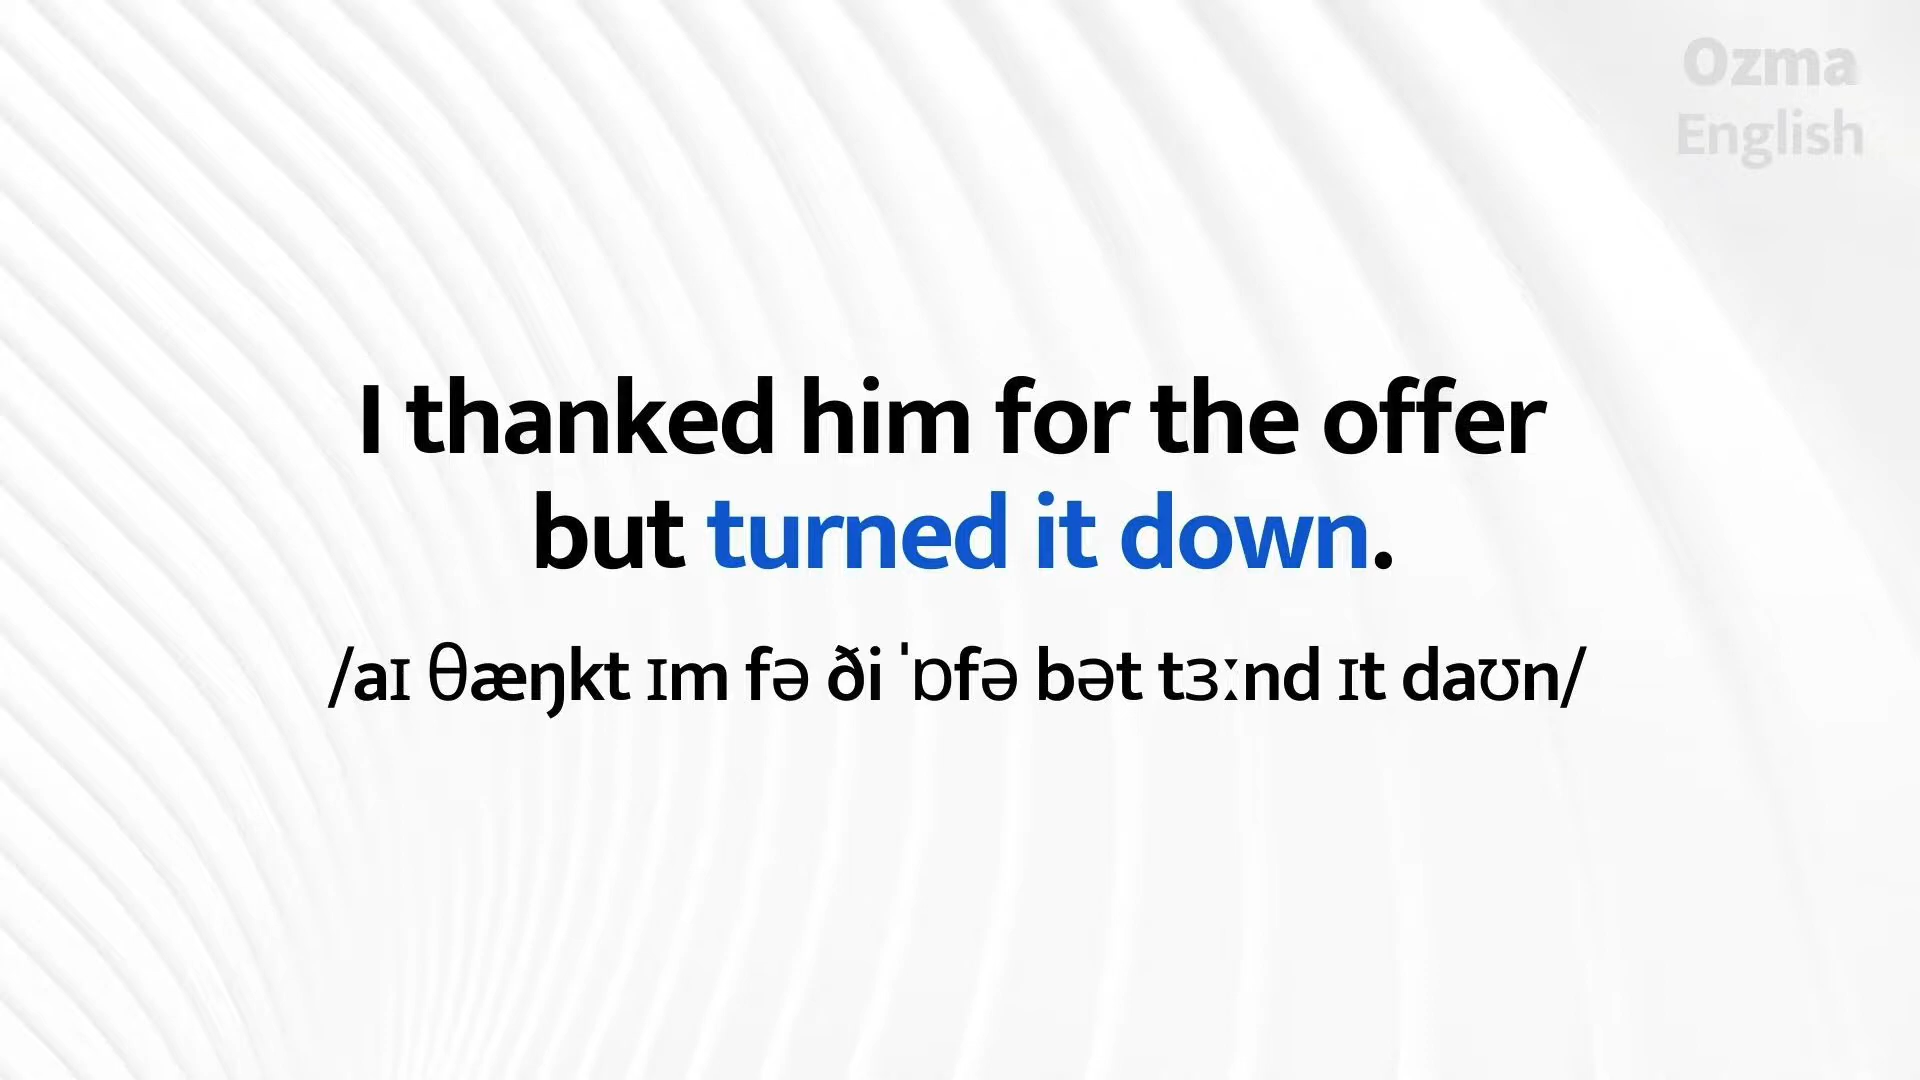 Ozma
English
I thanked him for the offer
but turned it down.
/aɪ θæŋkt ɪm fə ði ˈɒfə bət tɜːnd ɪt daʊn/